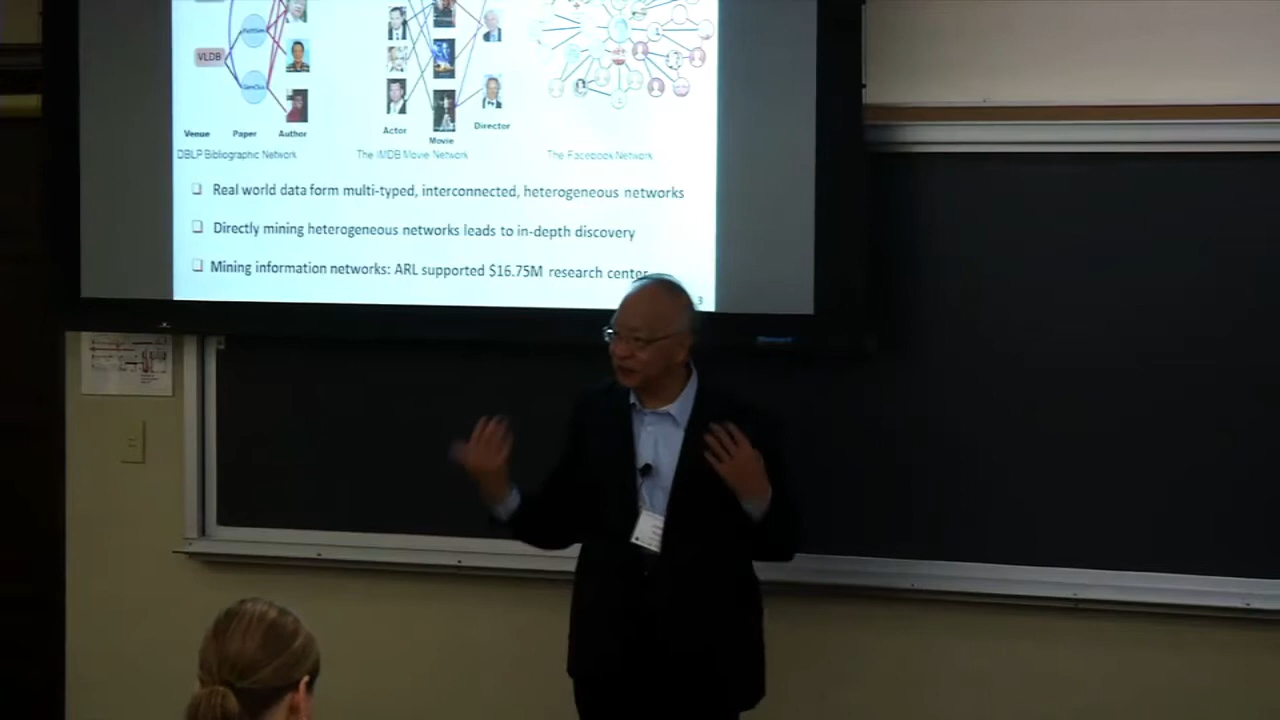 VLDB
Venue Paper Author
Actor
Movie
Director
DBLP Bibliographic Network
The IMDB Movie Network
The Facebook Network
Real world data form multi-typed, interconnected, heterogeneous networks
Directly mining heterogeneous networks leads to in-depth discovery
Mining information networks: ARL supported $16.75M research center
3